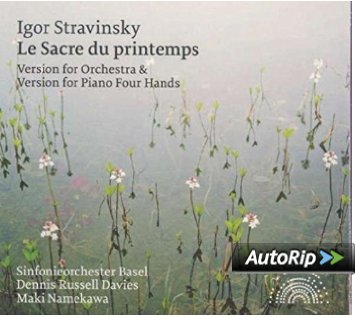 Igor Stravinsky
Le Sacre du printemps
Version for Orchestra &
Version for Piano Four Hands
Sinfonieorchester Basel
Dennis Russell Davies
Maki Namekawa
AutoRip